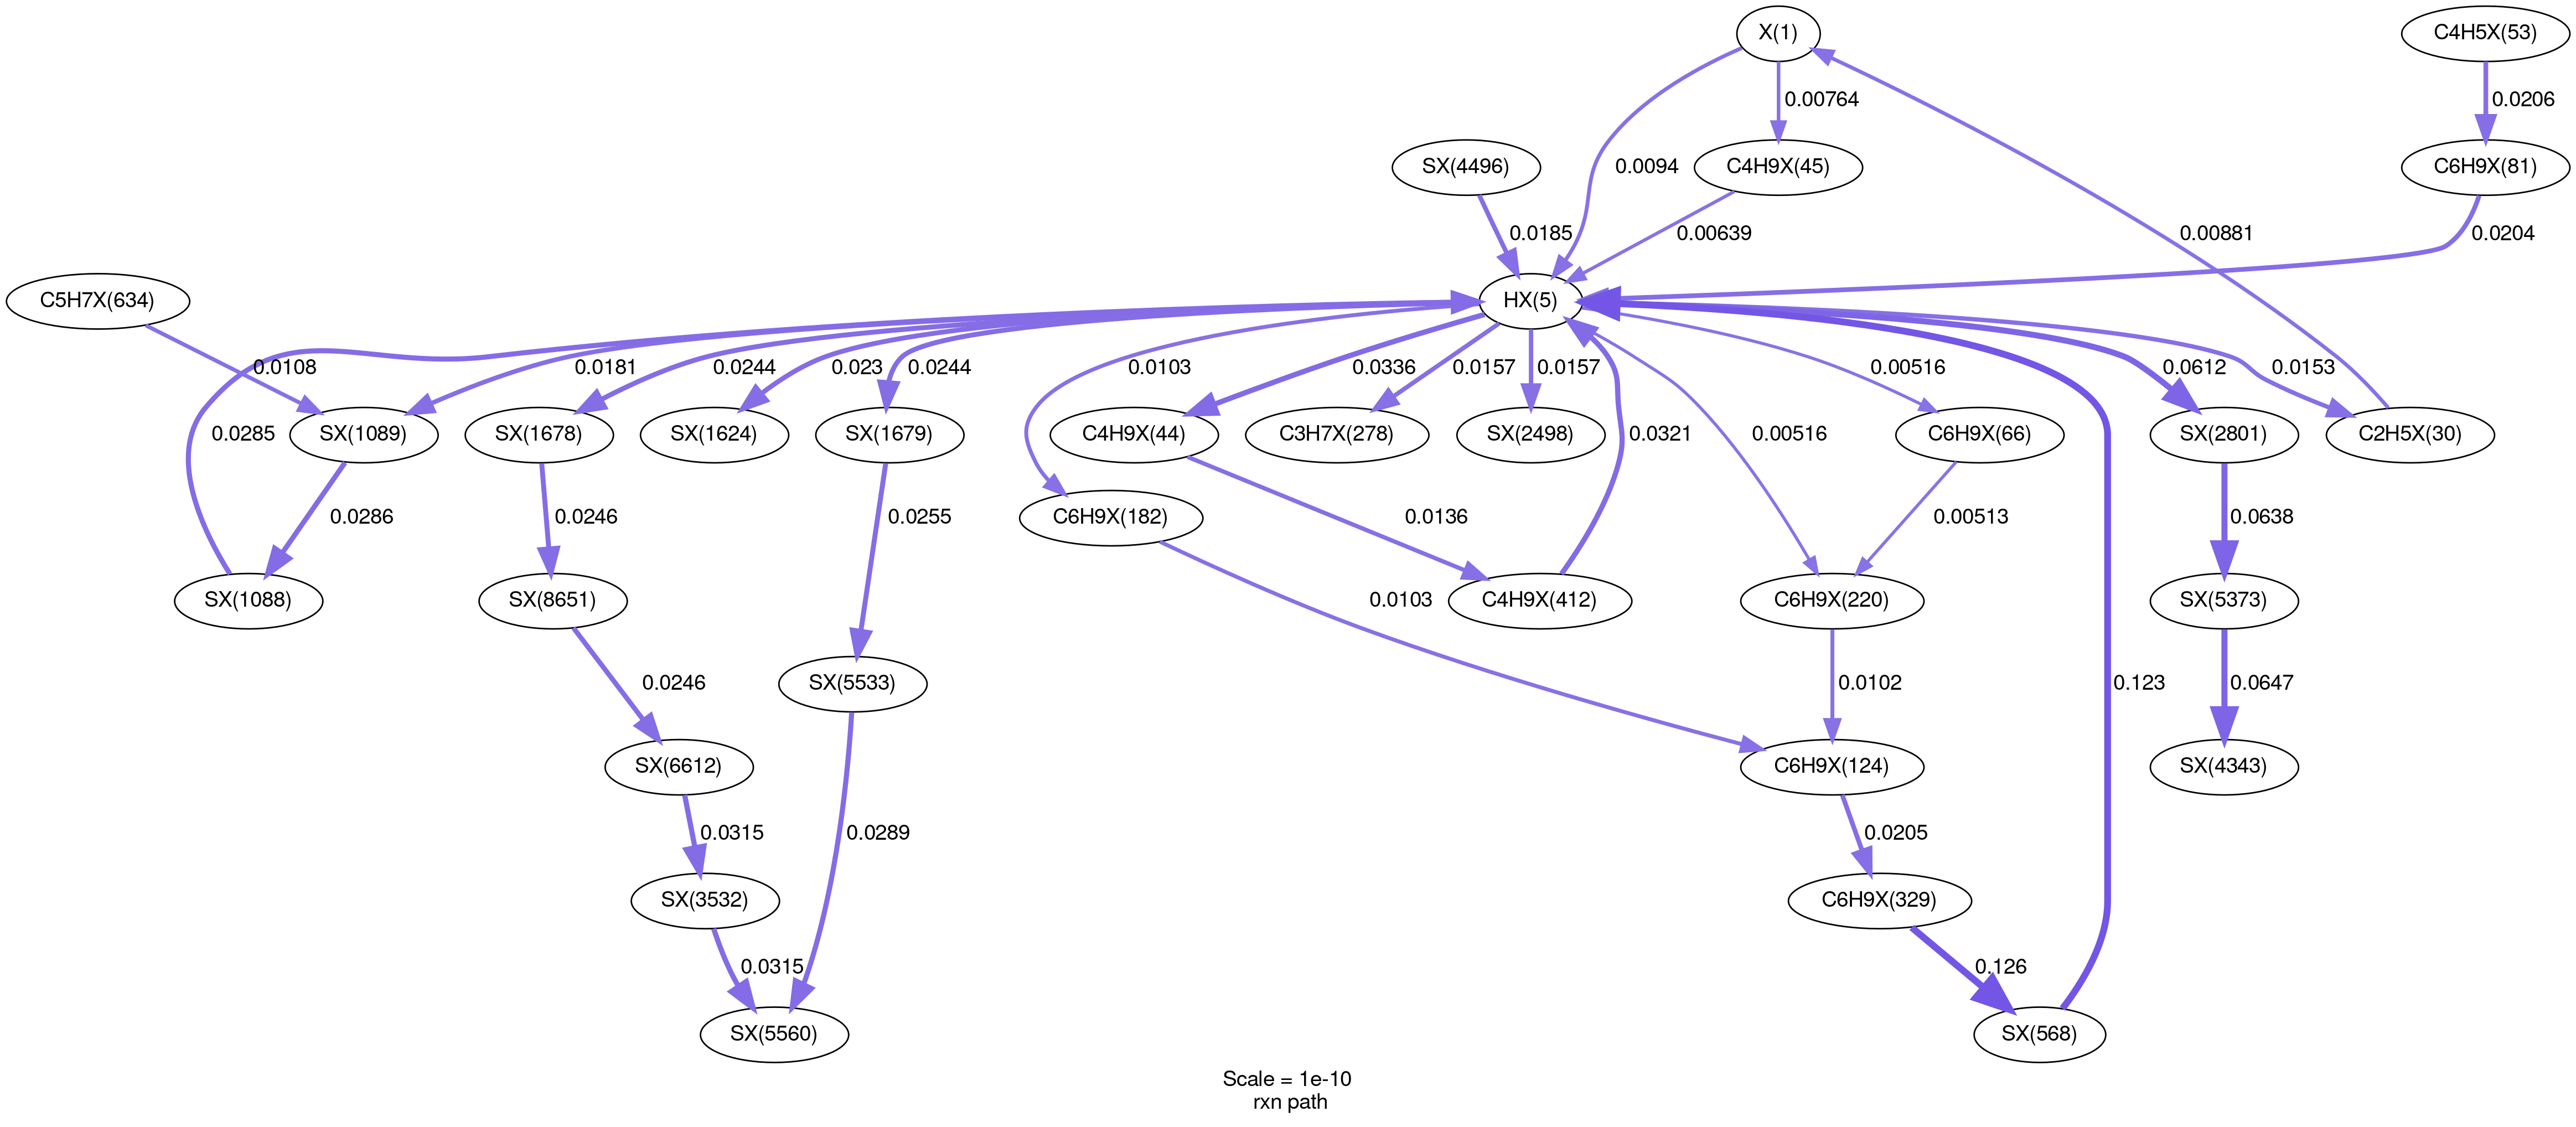 X(1)
C4H5X(53)
0.00764
0.0206
SX(4496)
0.0094
C4H9X(45)
C6H9X(81)
0.0185
0.00639
0.00881
0.0204
C5H7X(634)
HX(5)
0.0108
0.0181
0.0244
0.023
0.0244
0.0103
0.0336
0.0157
0.0157
0.00516
0.0612
0.0153
SX(1089)
SX(1678)
SX(1624)
SX(1679)
C4H9X(44)
C3H7X(278)
SX(2498)
0.0285
0.0321
0.00516
C6H9X(66)
SX(2801)
C2H5X(30)
0.0286
0.0246
0.0255
C6H9X(182)
0.0136
0.00513
0.0638
SX(1088)
SX(8651)
0.0103
C4H9X(412)
C6H9X(220)
SX(5373)
0.0246
SX(5533)
0.0102
0.123
0.0647
SX(6612)
C6H9X(124)
SX(4343)
0.0315
0.0289
0.0205
SX(3532)
C6H9X(329)
0.0315
0.126
SX(5560)
SX(568)
Scale = 1e-10
rxn path